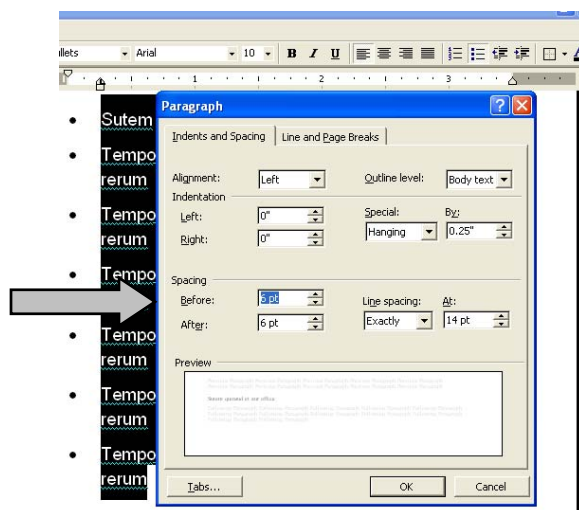 llets Arial 10 B I U
1 2 3
• Sutem
• Tempo
rerum
• Tempo
rerum
• Tempo
• Tempo
rerum
• Tempo
rerum
• Tempo
rerum
Paragraph
Indents and Spacing Line and Page Breaks
Alignment: Left Outline level: Body text
Indentation
Left: 0" Special: By:
Right: 0" Hanging 0.25"
Spacing
Before: 6 pt Line spacing: At:
After: 6 pt Exactly 14 pt
Preview
Tabs... OK Cancel